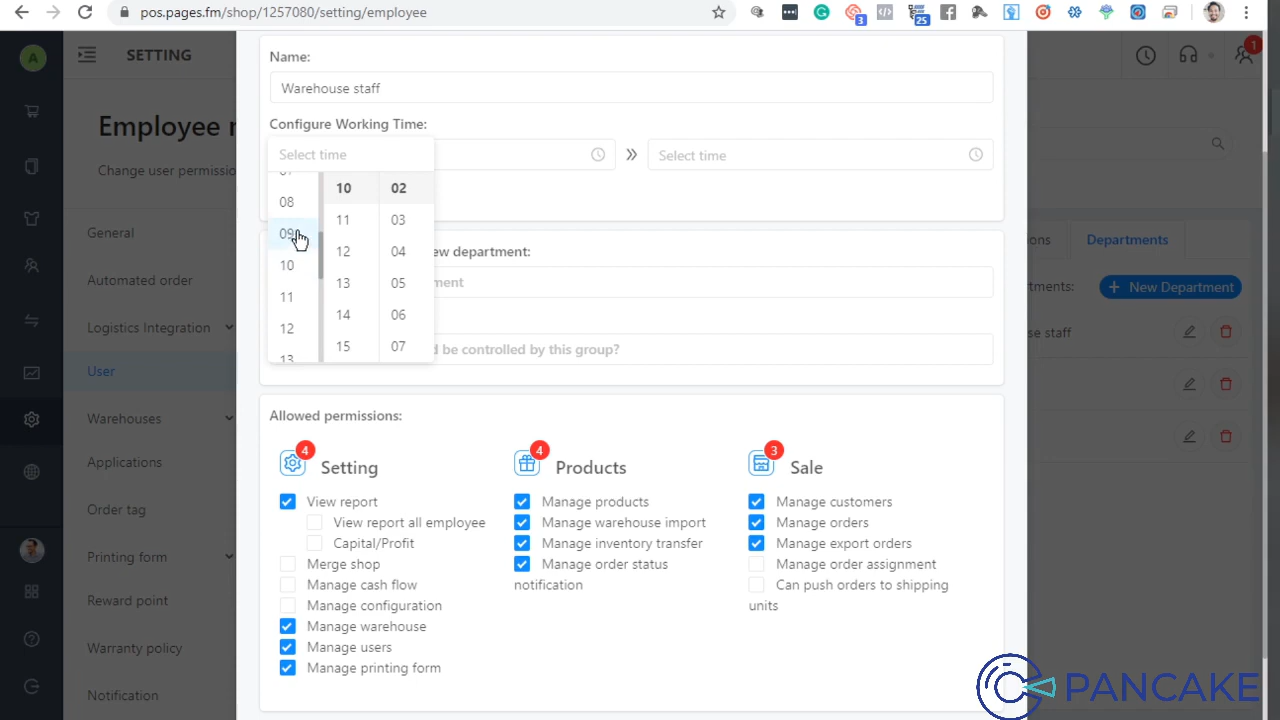 pos.pages.fm/shop/1257080/setting/employee
3
25
A
SETTING
1
Employee
Change user permissio
General
Automated order
Logistics Integration
User
Warehouses
Applications
Order tag
Printing form
Reward point
Warranty policy
Notification
Name:
Warehouse staff
Configure Working Time:
Select time
Select time
08 10 02
09 11 03
10 12 04
11 13 05
12 14 06
13 15 07
ew department:
ment
d be controlled by this group?
ons
Departments
tments:
+ New Department
se staff
Allowed permissions:
4
Setting
View report
View report all employee
Capital/Profit
Merge shop
Manage cash flow
Manage configuration
Manage warehouse
Manage users
Manage printing form
4
Products
Manage products
Manage warehouse import
Manage inventory transfer
Manage order status
notification
3
Sale
Manage customers
Manage orders
Manage export orders
Manage order assignment
Can push orders to shipping
units
PANCAKE